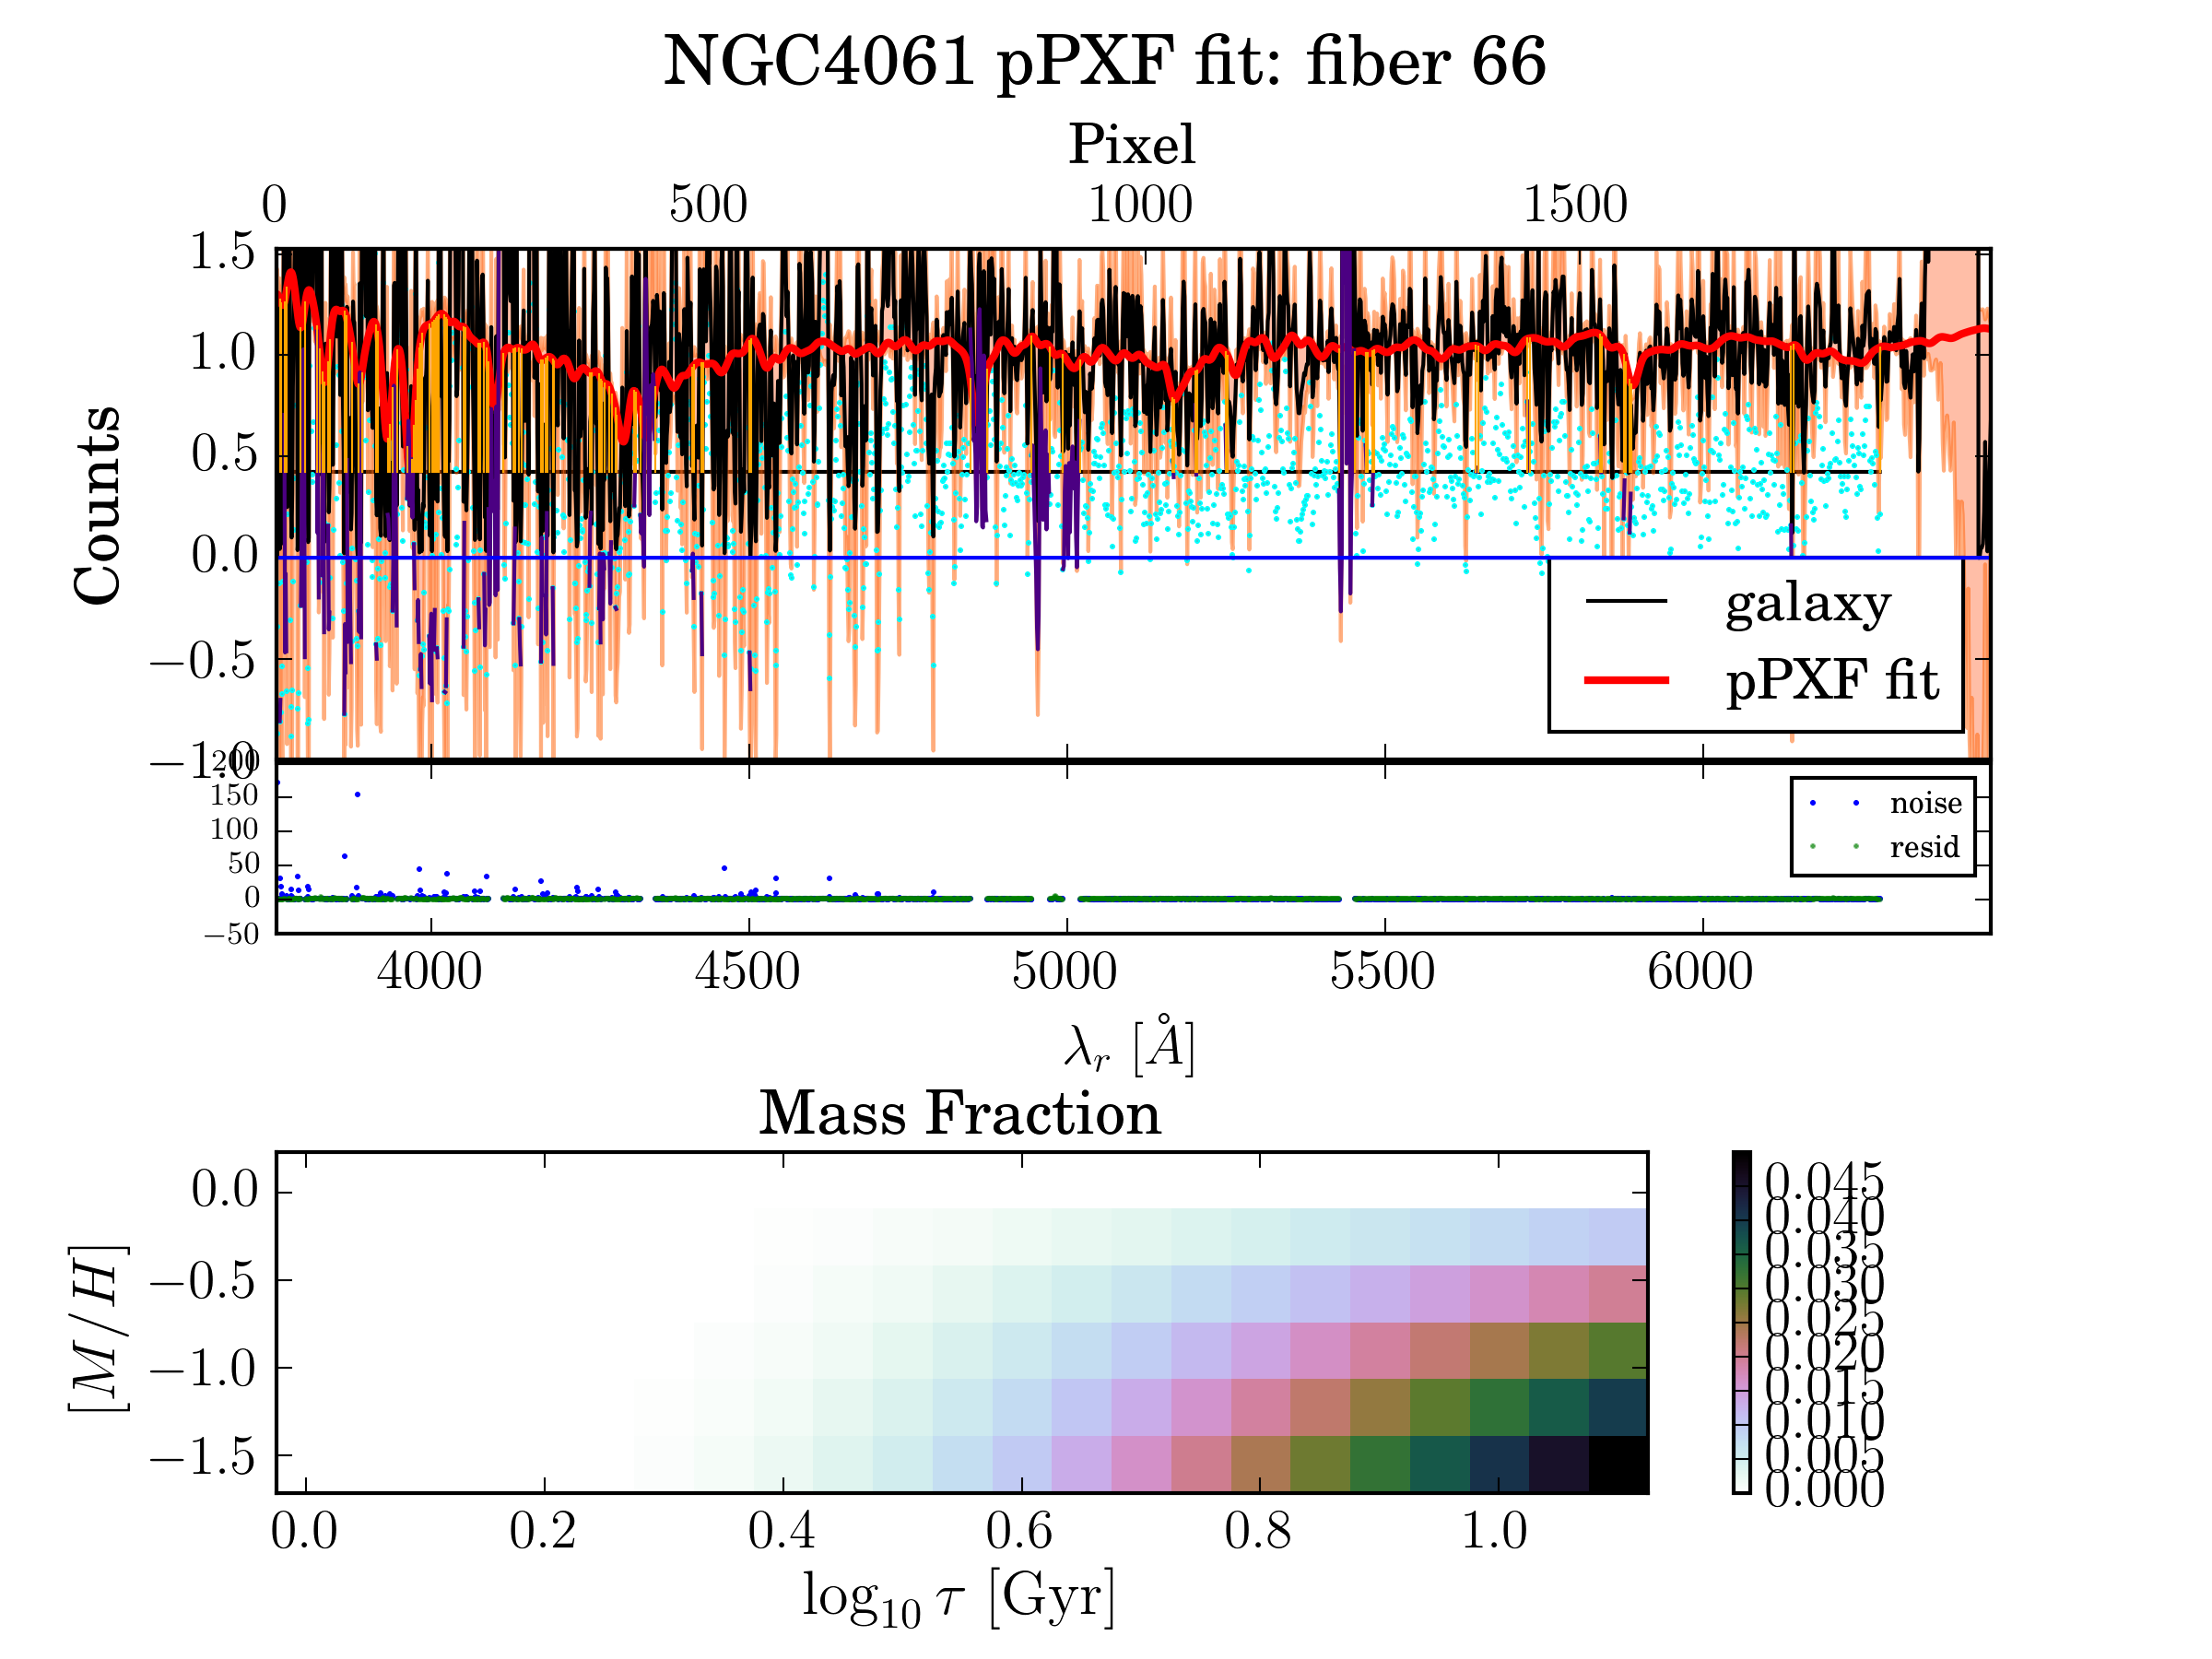 NGC4061 pPXF fit: fiber 66
Pixel
0 500 1000 1500
1.5
1.0
0.5
0.0
−0.5
−1.0
Counts
galaxy
pPXF fit
200
150
100
50
0
−50
noise
resid
4000 4500 5000 5500 6000
λr [Å]
Mass Fraction
0.0
−0.5
−1.0
−1.5
[M/H]
0.0 0.2 0.4 0.6 0.8 1.0
log10 τ [Gyr]
0.045
0.040
0.035
0.030
0.025
0.020
0.015
0.010
0.005
0.000